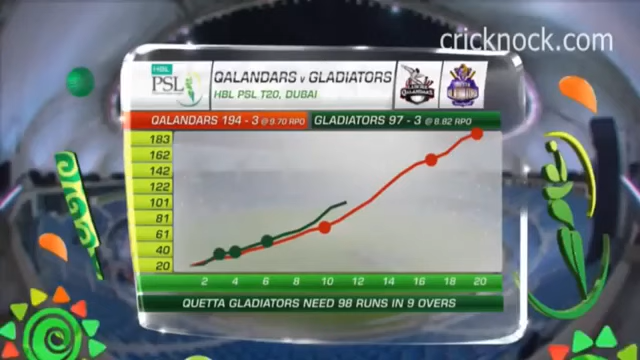 cricknock.com
HBL
PSL
QALANDARS v GLADIATORS
HBL PSL T20, DUBAI
QALANDARS
QALANDARS 194 - 3 @ 9.70 RPO
GLADIATORS 97 - 3 @ 8.82 RPO
183
162
142
122
101
81
61
40
20
2 4 6 8 10 12 14 16 18 20
QUETTA GLADIATORS NEED 98 RUNS IN 9 OVERS